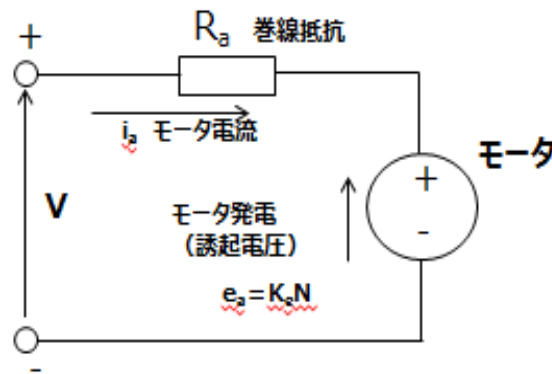 +
Ra 巻線抵抗
ia モータ電流
モータ
+
-
V
モータ発電
（誘起電圧）
ea=KeN
-